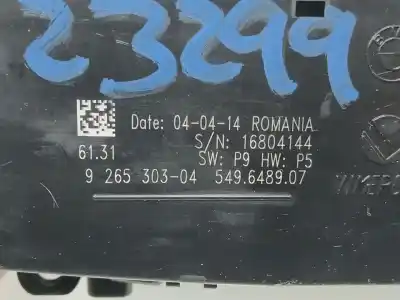 23299
Date: 04-04-14 ROMANIA
S/N: 16804144
61.31 SW: P9 HW: P5
9 265 303-04 549.6489.07